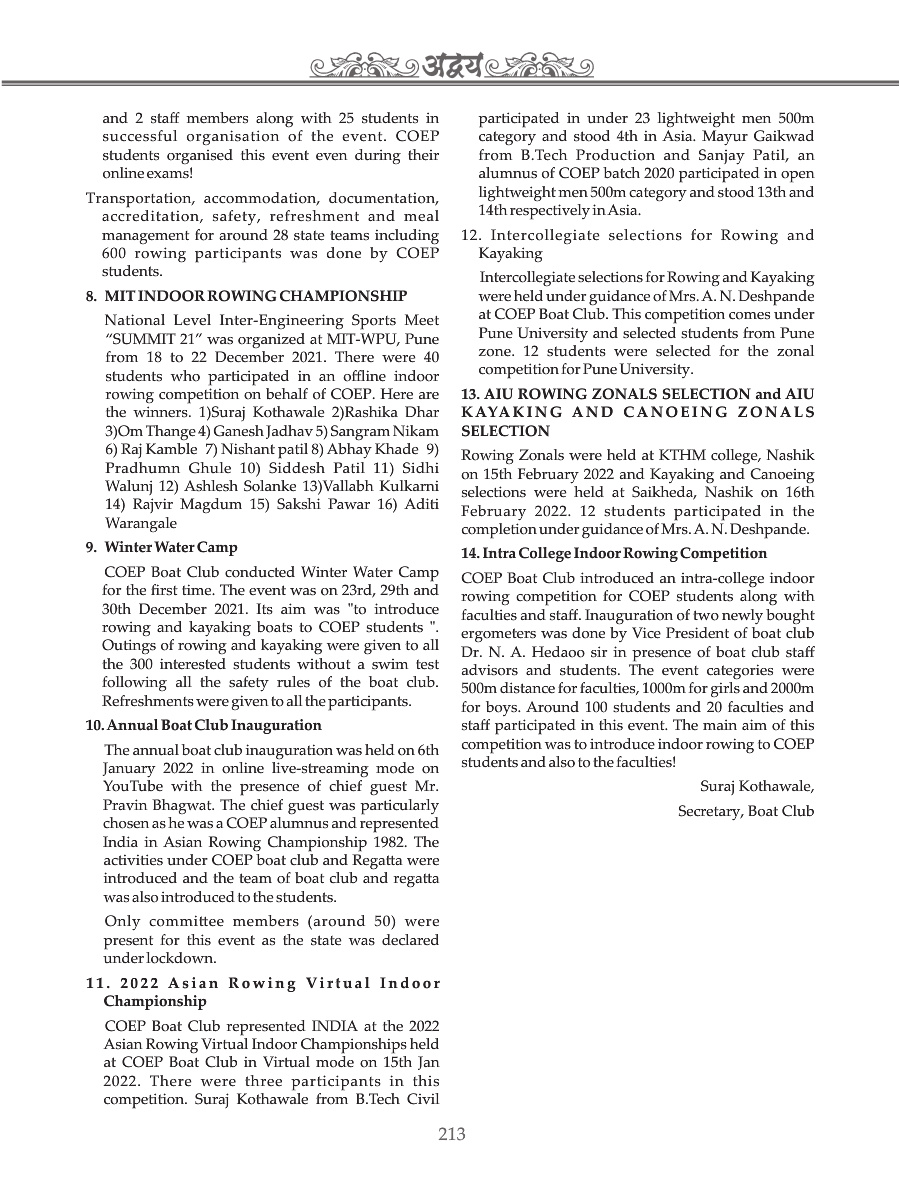 अद्वय
and 2 staff members along with 25 students in
successful organisation of the event. COEP
students organised this event even during their
online exams!
Transportation, accommodation, documentation,
accreditation, safety, refreshment and meal
management for around 28 state teams including
600 rowing participants was done by COEP
students.
8. MIT INDOOR ROWING CHAMPIONSHIP
National Level Inter-Engineering Sports Meet
“SUMMIT 21” was organized at MIT-WPU, Pune
from 18 to 22 December 2021. There were 40
students who participated in an offline indoor
rowing competition on behalf of COEP. Here are
the winners. 1)Suraj Kothawale 2)Rashika Dhar
3)Om Thange 4) Ganesh Jadhav 5) Sangram Nikam
6) Raj Kamble 7) Nishant patil 8) Abhay Khade 9)
Pradhumn Ghule 10) Siddesh Patil 11) Sidhi
Walunj 12) Ashlesh Solanke 13)Vallabh Kulkarni
14) Rajvir Magdum 15) Sakshi Pawar 16) Aditi
Warangale
9. Winter Water Camp
COEP Boat Club conducted Winter Water Camp
for the first time. The event was on 23rd, 29th and
30th December 2021. Its aim was "to introduce
rowing and kayaking boats to COEP students ".
Outings of rowing and kayaking were given to all
the 300 interested students without a swim test
following all the safety rules of the boat club.
Refreshments were given to all the participants.
10. Annual Boat Club Inauguration
The annual boat club inauguration was held on 6th
January 2022 in online live-streaming mode on
YouTube with the presence of chief guest Mr.
Pravin Bhagwat. The chief guest was particularly
chosen as he was a COEP alumnus and represented
India in Asian Rowing Championship 1982. The
activities under COEP boat club and Regatta were
introduced and the team of boat club and regatta
was also introduced to the students.
Only committee members (around 50) were
present for this event as the state was declared
under lockdown.
11. 2022 Asian Rowing Virtual Indoor
Championship
COEP Boat Club represented INDIA at the 2022
Asian Rowing Virtual Indoor Championships held
at COEP Boat Club in Virtual mode on 15th Jan
2022. There were three participants in this
competition. Suraj Kothawale from B.Tech Civil
participated in under 23 lightweight men 500m
category and stood 4th in Asia. Mayur Gaikwad
from B.Tech Production and Sanjay Patil, an
alumnus of COEP batch 2020 participated in open
lightweight men 500m category and stood 13th and
14th respectively in Asia.
12. Intercollegiate selections for Rowing and
Kayaking
Intercollegiate selections for Rowing and Kayaking
were held under guidance of Mrs. A. N. Deshpande
at COEP Boat Club. This competition comes under
Pune University and selected students from Pune
zone. 12 students were selected for the zonal
competition for Pune University.
13. AIU ROWING ZONALS SELECTION and AIU
KAYAKING AND CANOEING ZONALS
SELECTION
Rowing Zonals were held at KTHM college, Nashik
on 15th February 2022 and Kayaking and Canoeing
selections were held at Saikheda, Nashik on 16th
February 2022. 12 students participated in the
completion under guidance of Mrs. A. N. Deshpande.
14. Intra College Indoor Rowing Competition
COEP Boat Club introduced an intra-college indoor
rowing competition for COEP students along with
faculties and staff. Inauguration of two newly bought
ergometers was done by Vice President of boat club
Dr. N. A. Hedaoo sir in presence of boat club staff
advisors and students. The event categories were
500m distance for faculties, 1000m for girls and 2000m
for boys. Around 100 students and 20 faculties and
staff participated in this event. The main aim of this
competition was to introduce indoor rowing to COEP
students and also to the faculties!
Suraj Kothawale,
Secretary, Boat Club
213